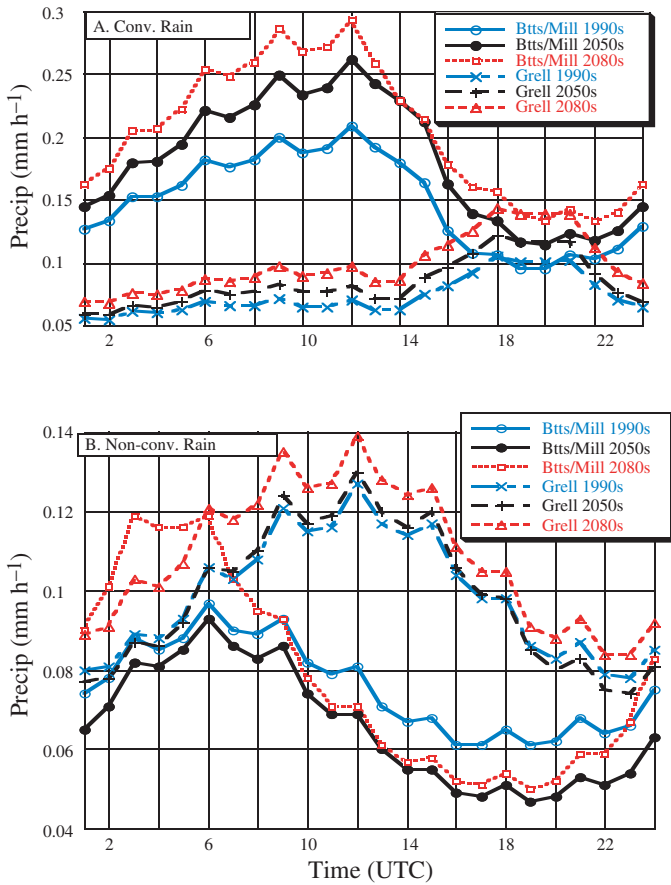 A. Conv. Rain
Btts/Mill 1990s
Btts/Mill 2050s
Btts/Mill 2080s
Grell 1990s
Grell 2050s
Grell 2080s
Precip (mm h⁻¹)
0.3
0.25
0.2
0.15
0.1
0.05
2
6
10
14
18
22
B. Non-conv. Rain
Btts/Mill 1990s
Btts/Mill 2050s
Btts/Mill 2080s
Grell 1990s
Grell 2050s
Grell 2080s
Precip (mm h⁻¹)
0.14
0.12
0.1
0.08
0.06
0.04
2
6
10
14
18
22
Time (UTC)